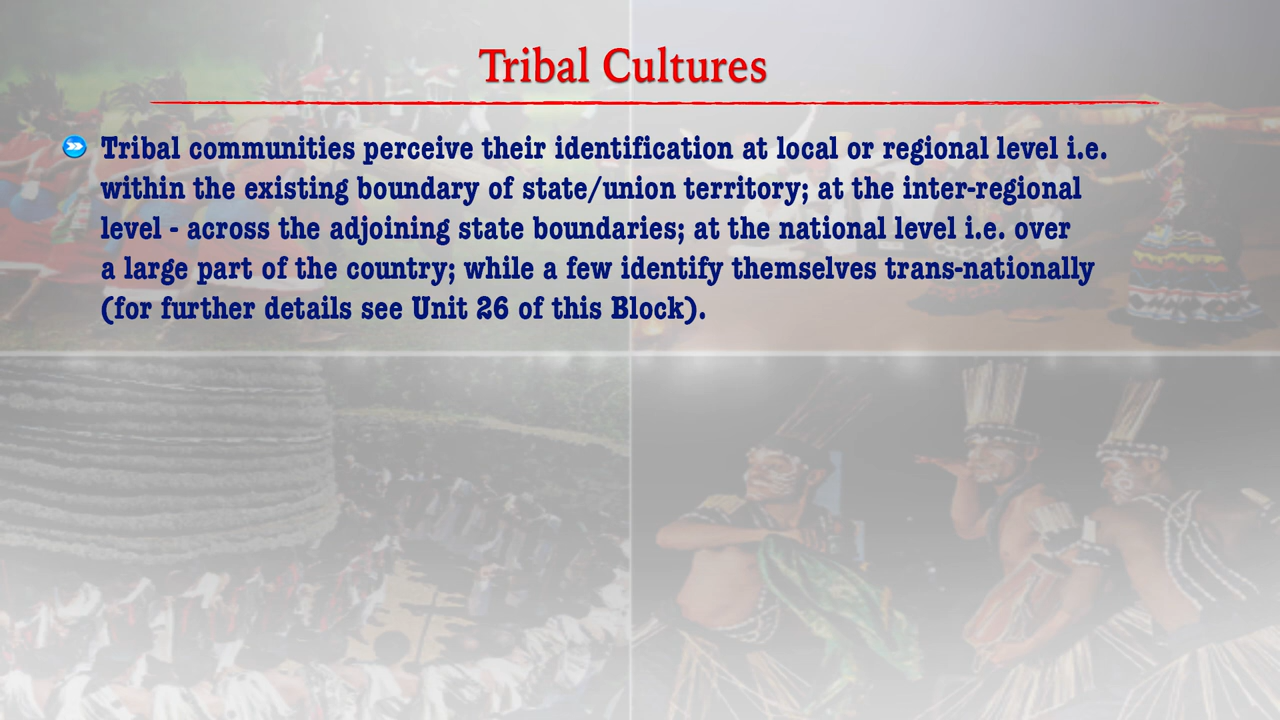 Tribal Cultures
Tribal communities perceive their identification at local or regional level i.e.
within the existing boundary of state/union territory; at the inter-regional
level - across the adjoining state boundaries; at the national level i.e. over
a large part of the country; while a few identify themselves trans-nationally
(for further details see Unit 26 of this Block).